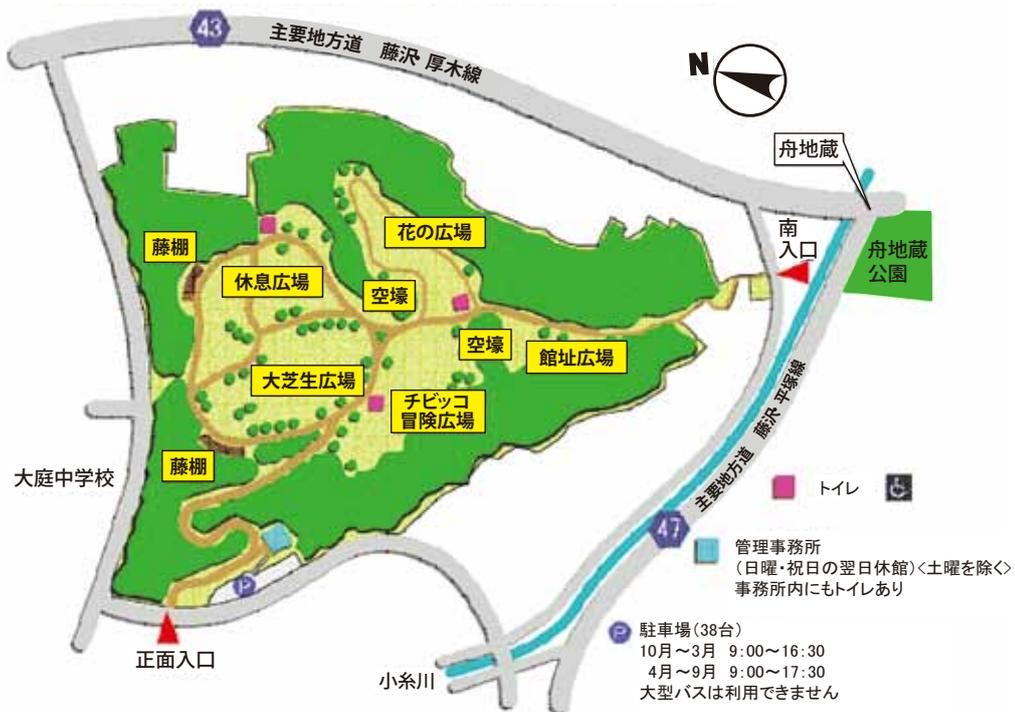 43
主要地方道 藤沢・厚木線
N
舟地蔵
南
入口
舟地蔵
公園
花の広場
藤棚
休息広場
空壕
空壕
館址広場
大芝生広場
チビッコ
冒険広場
藤棚
大庭中学校
主要地方道 藤沢・平塚線
47
トイレ
管理事務所
(日曜・祝日の翌日休館)<土曜を除く>
事務所内にもトイレあり
P
正面入口
小糸川
P 駐車場(38台)
10月~3月 9:00~16:30
4月~9月 9:00~17:30
大型バスは利用できません